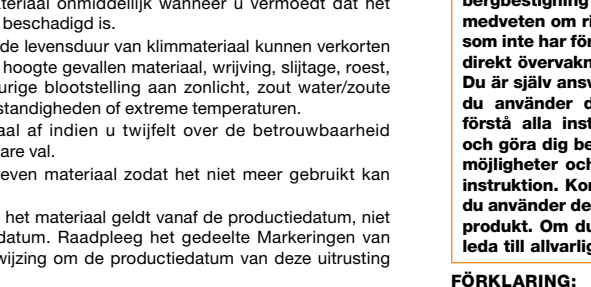 ateriaal onmiddellijk wanneer u vermoedt dat het
beschadigd is.
de levensduur van klimmateriaal kunnen verkorten
hoogte gevallen materiaal, wrijving, slijtage, roest,
urige blootstelling aan zonlicht, zout water/zoute
standigheden of extreme temperaturen.
aal af indien u twijfelt over de betrouwbaarheid
are val.
reven materiaal zodat het niet meer gebruikt kan
het materiaal geldt vanaf de productiedatum, niet
datum. Raadpleeg het gedeelte Markeringen van
wijzing om de productiedatum van deze uitrusting
bergbestigning
medveten om ri
som inte har för
direkt övervakn
Du är själv ansv
du använder d
förstå alla inst
och göra dig be
möjligheter och
instruktion. Kon
du använder de
produkt. Om du
leda till allvarlig
FÖRKLARING: